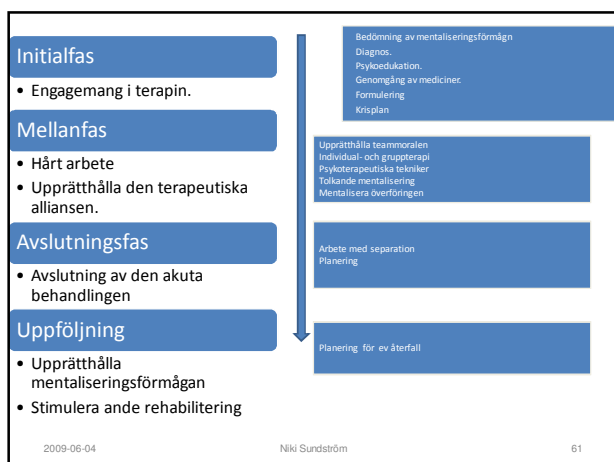 Initialfas
• Engagemang i terapin.
Bedömning av mentaliseringsförmågn
Diagnos.
Psykoedukation.
Genomgång av mediciner.
Formulering
Krisplan
Mellanfas
• Hårt arbete
• Upprätthålla den terapeutiska
alliansen.
Upprätthålla teammoralen
Individual- och gruppterapi
Psykoterapeutiska tekniker
Tolkande mentalisering
Mentalisera överföringen
Avslutningsfas
• Avslutning av den akuta
behandlingen
Arbete med separation
Planering
Uppföljning
• Upprätthålla
mentaliseringsförmågan
• Stimulera ande rehabilitering
Planering för ev återfall
2009-06-04
Niki Sundström
61